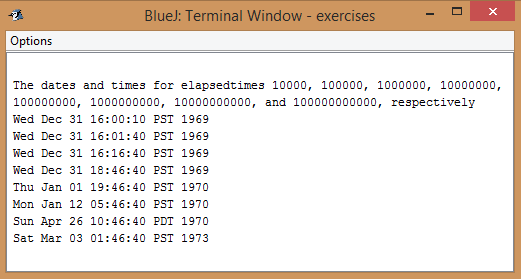 BlueJ: Terminal Window - exercises
Options
The dates and times for elapsedtimes 10000, 100000, 1000000, 10000000,
100000000, 1000000000, 10000000000, and 100000000000, respectively
Wed Dec 31 16:00:10 PST 1969
Wed Dec 31 16:01:40 PST 1969
Wed Dec 31 16:16:40 PST 1969
Wed Dec 31 18:46:40 PST 1969
Thu Jan 01 19:46:40 PST 1970
Mon Jan 12 05:46:40 PST 1970
Sun Apr 26 10:46:40 PDT 1970
Sat Mar 03 01:46:40 PST 1973